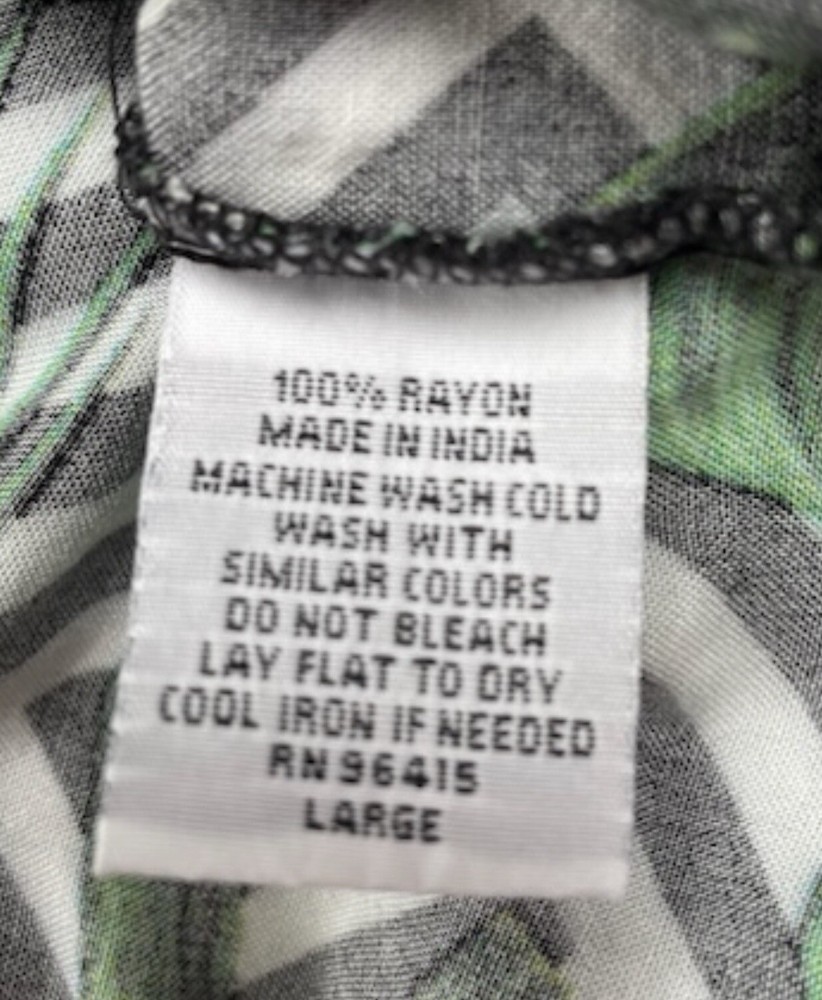 100% RAYON
MADE IN INDIA
MACHINE WASH COLD
WASH WITH
SIMILAR COLORS
DO NOT BLEACH
LAY FLAT TO DRY
COOL IRON IF NEEDED
RN 96415
LARGE